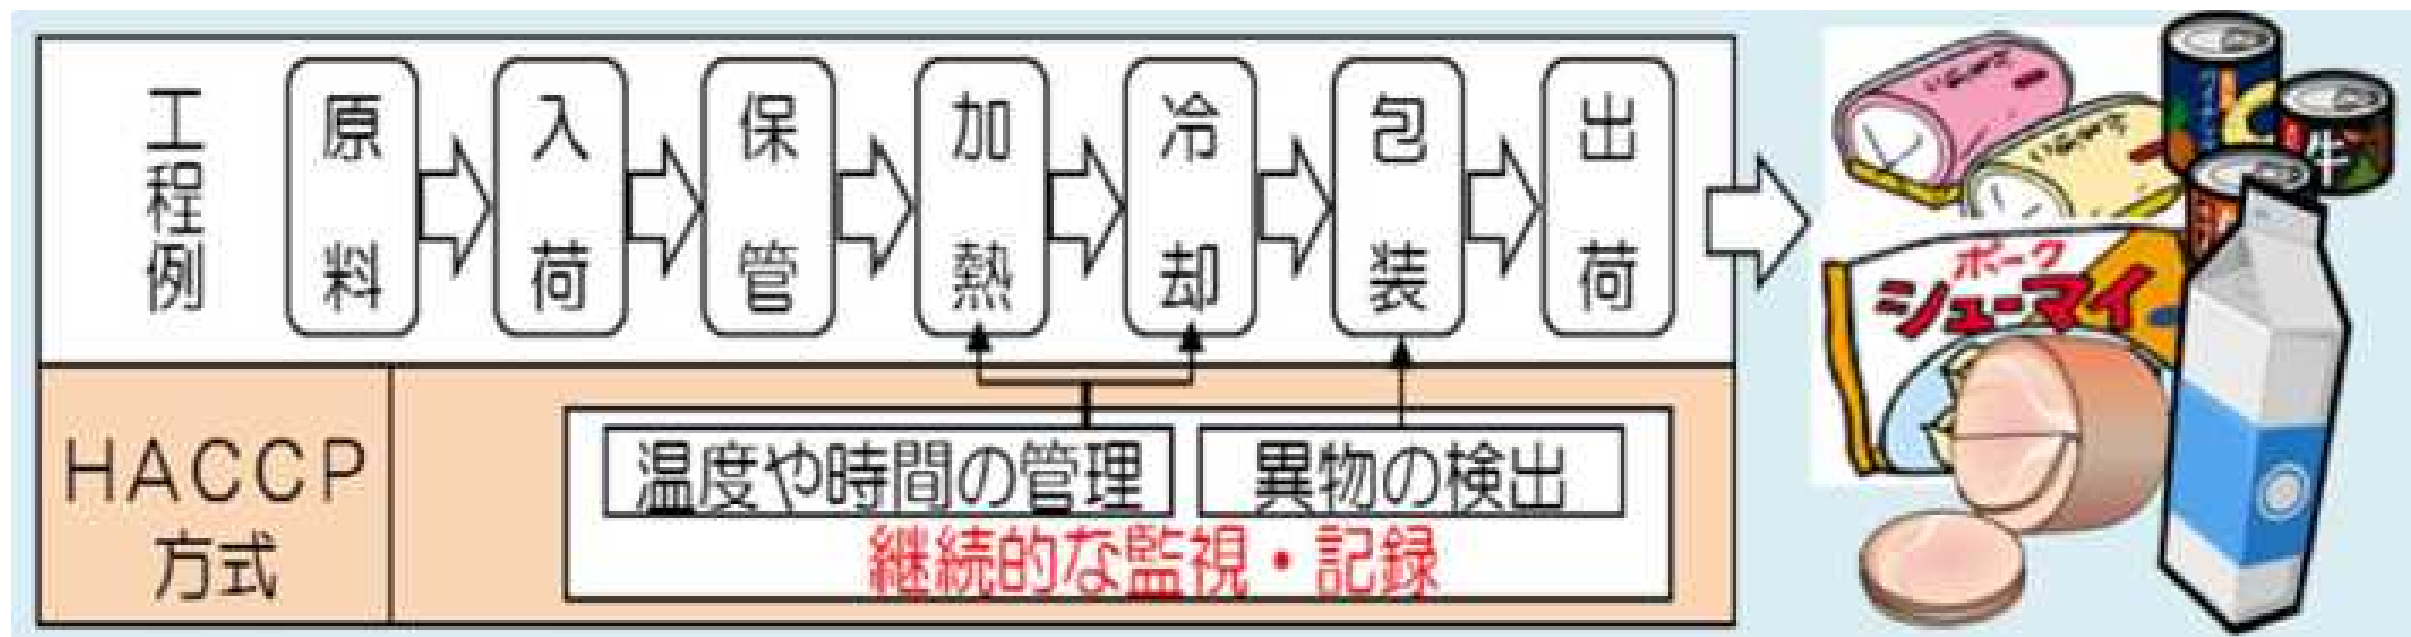 工程例
原料
入荷
保管
加熱
冷却
包装
出荷
HACCP
方式
温度や時間の管理
異物の検出
継続的な監視・記録
ポーク
シューマイ
牛